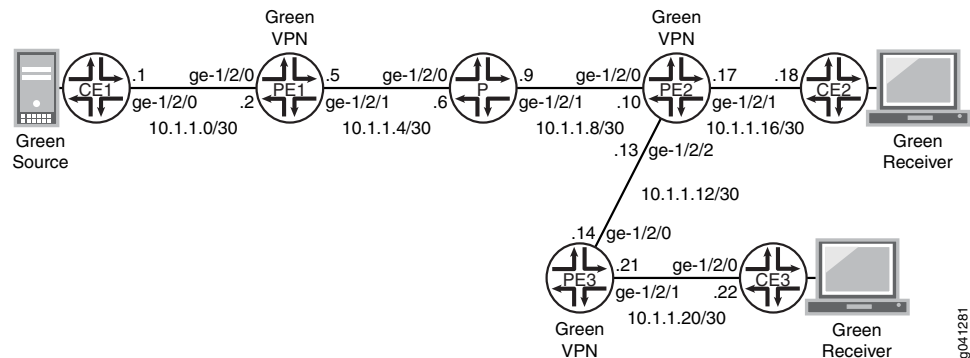 Green
VPN
Green
VPN
.1
ge-1/2/0
.5
ge-1/2/0
.9
ge-1/2/0
.17
.18
CE1
PE1
P
PE2
CE2
ge-1/2/0
.2
ge-1/2/1
.6
ge-1/2/1
.10
ge-1/2/1
10.1.1.0/30
10.1.1.4/30
10.1.1.8/30
10.1.1.16/30
Green
Source
Green
Receiver
.13
ge-1/2/2
10.1.1.12/30
.14
ge-1/2/0
.21
ge-1/2/0
PE3
CE3
ge-1/2/1
.22
10.1.1.20/30
Green
VPN
Green
Receiver
g041281